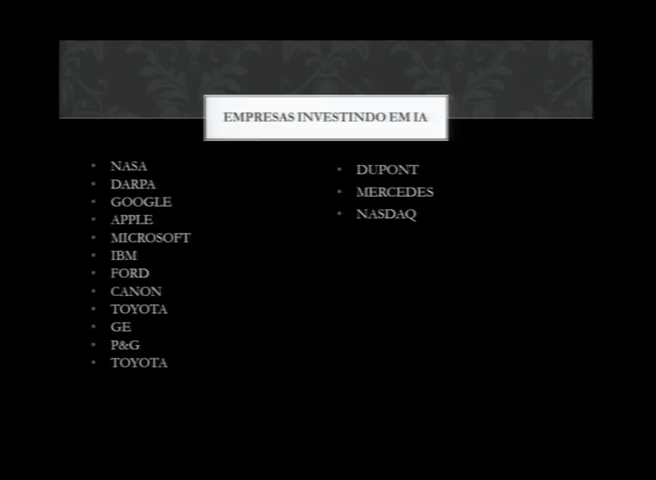 EMPRESAS INVESTINDO EM IA
• NASA
• DARPA
• GOOGLE
• APPLE
• MICROSOFT
• IBM
• FORD
• CANON
• TOYOTA
• GE
• P&G
• TOYOTA
• DUPONT
• MERCEDES
• NASDAQ